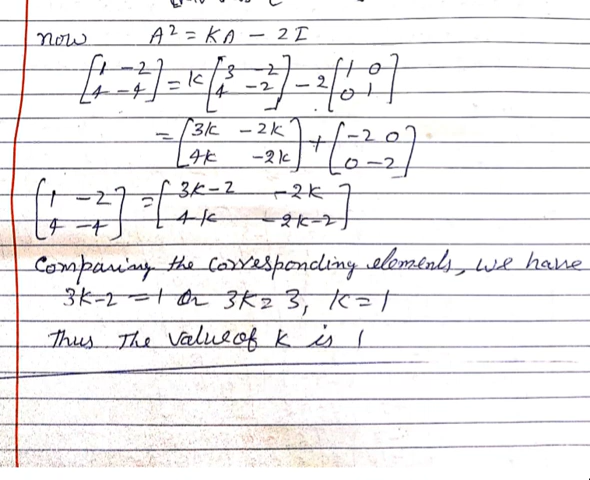 now A² = KA - 2I
[1 -2 4 -4] = k [3 -2 4 -2] - 2 [1 0 0 1]
= [3k -2k 4k -2k] + [-2 0 0 -2]
[1 -2 4 -4] = [3k-2 -2k 4k -2k-2]
Comparing the corresponding elements, we have
3k-2 = 1 Or 3k = 3, k = 1
Thus The value of k is 1